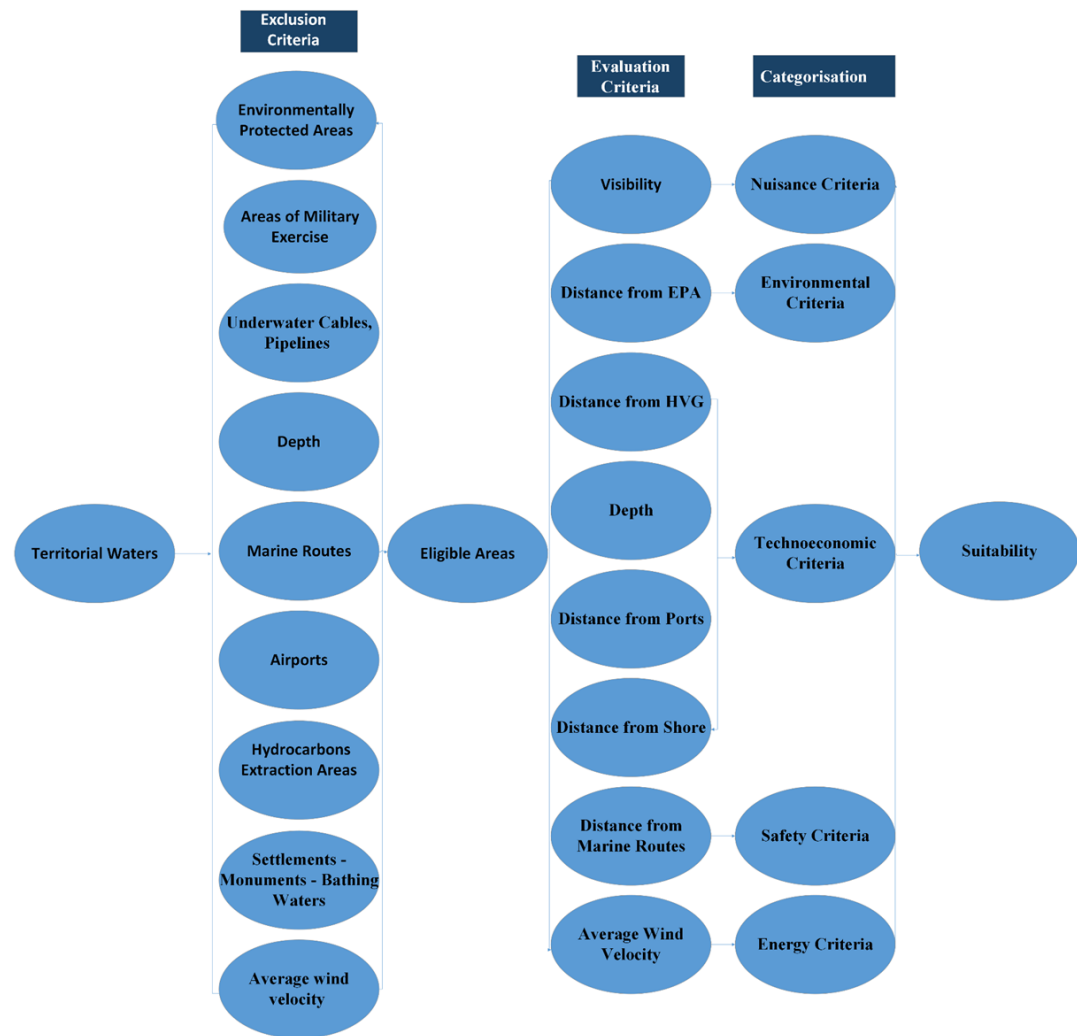 Exclusion
Criteria
Environmentally
Protected Areas
Areas of Military
Exercise
Underwater Cables,
Pipelines
Depth
Territorial Waters
Marine Routes
Airports
Hydrocarbons
Extraction Areas
Settlements -
Monuments - Bathing
Waters
Average wind
velocity
Eligible Areas
Evaluation
Criteria
Visibility
Distance from EPA
Distance from HVG
Depth
Distance from Ports
Distance from Shore
Distance from
Marine Routes
Average Wind
Velocity
Categorisation
Nuisance Criteria
Environmental
Criteria
Technoeconomic
Criteria
Safety Criteria
Energy Criteria
Suitability